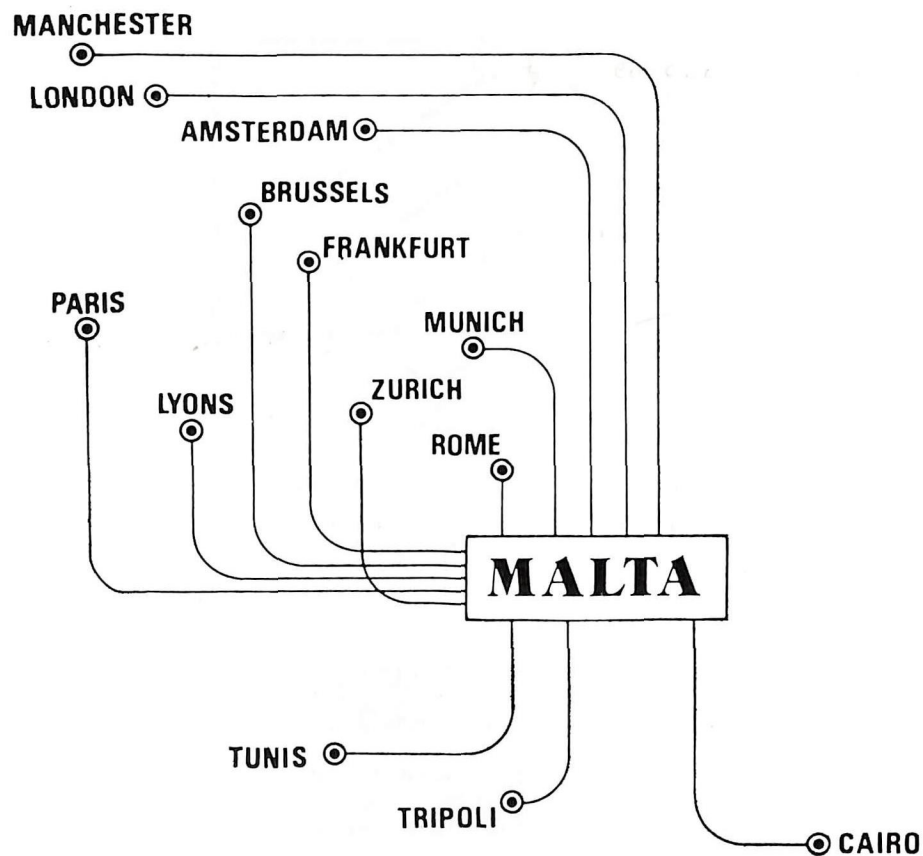 MANCHESTER
LONDON
AMSTERDAM
BRUSSELS
FRANKFURT
PARIS
MUNICH
LYONS
ZURICH
ROME
MALTA
TUNIS
TRIPOLI
CAIRO